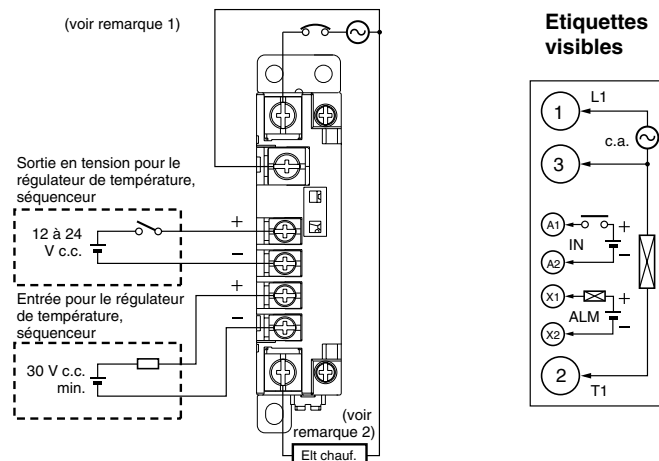 (voir remarque 1)
Sortie en tension pour le
régulateur de température,
séquenceur
12 à 24
V c.c.
+
−
Entrée pour le régulateur
de température,
séquenceur
+
−
30 V c.c.
min.
(voir
remarque 2)
Elt chauf.
Etiquettes
visibles
1
L1
c.a.
3
A1
+
IN
−
A2
X1
+
ALM
−
X2
2
T1